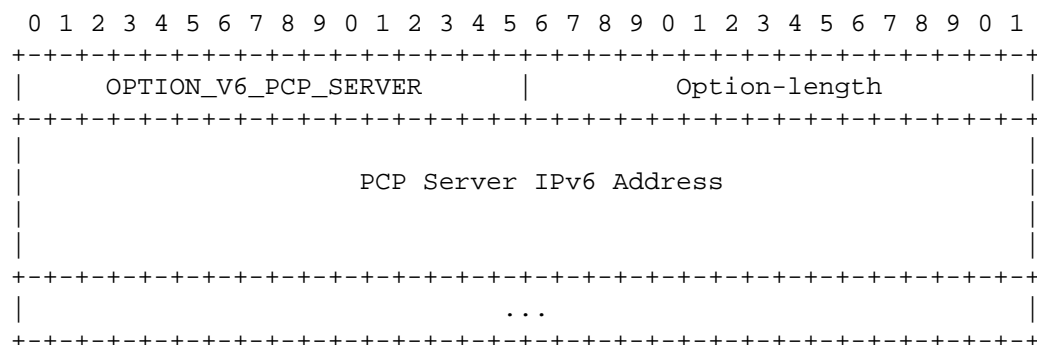 0 1 2 3 4 5 6 7 8 9 0 1 2 3 4 5 6 7 8 9 0 1 2 3 4 5 6 7 8 9 0 1
+-+-+-+-+-+-+-+-+-+-+-+-+-+-+-+-+-+-+-+-+-+-+-+-+-+-+-+-+-+-+-+-+
|     OPTION_V6_PCP_SERVER      |         Option-length         |
+-+-+-+-+-+-+-+-+-+-+-+-+-+-+-+-+-+-+-+-+-+-+-+-+-+-+-+-+-+-+-+-+
|                                                               |
|                     PCP Server IPv6 Address                   |
|                                                               |
|                                                               |
+-+-+-+-+-+-+-+-+-+-+-+-+-+-+-+-+-+-+-+-+-+-+-+-+-+-+-+-+-+-+-+-+
|                              ...                              |
+-+-+-+-+-+-+-+-+-+-+-+-+-+-+-+-+-+-+-+-+-+-+-+-+-+-+-+-+-+-+-+-+